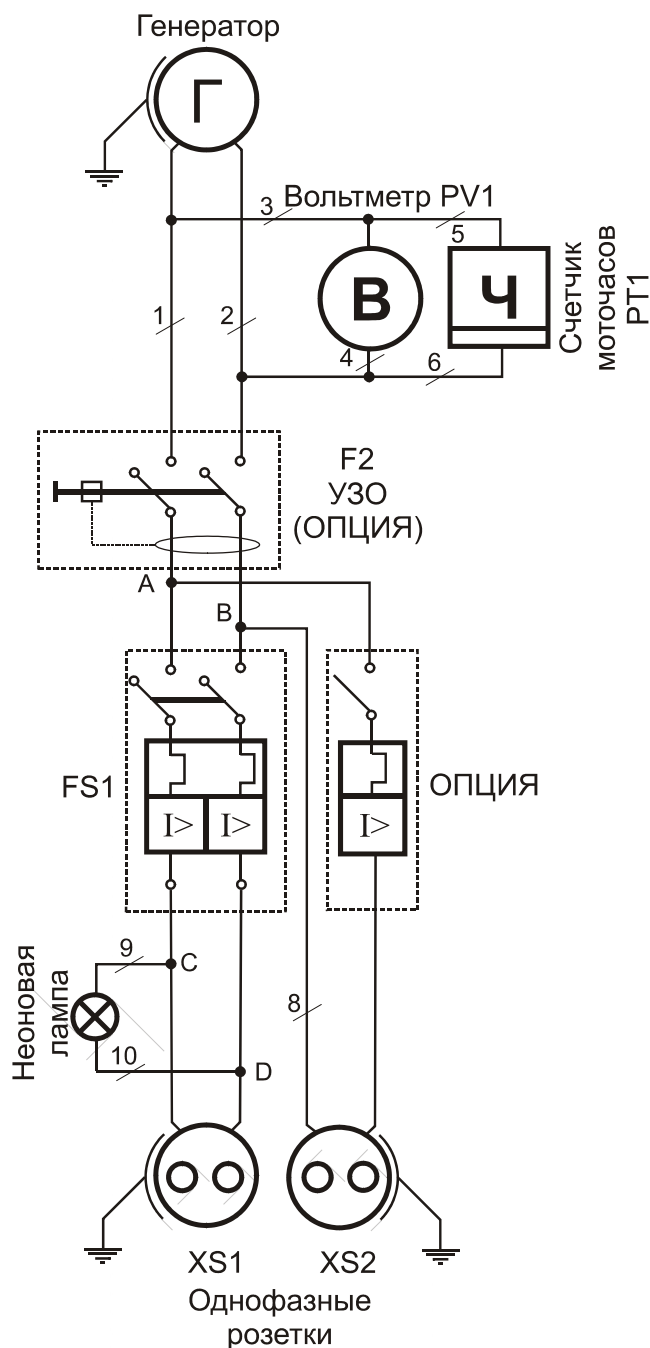 Генератор
Г
3
Вольтметр PV1
5
В
Ч
Счетчик
моточасов
PT1
1
2
4
6
F2
УЗО
(ОПЦИЯ)
A
B
FS1
I>
I>
I>
ОПЦИЯ
9
C
Неоновая
лампа
8
10
D
XS1
XS2
Однофазные
розетки